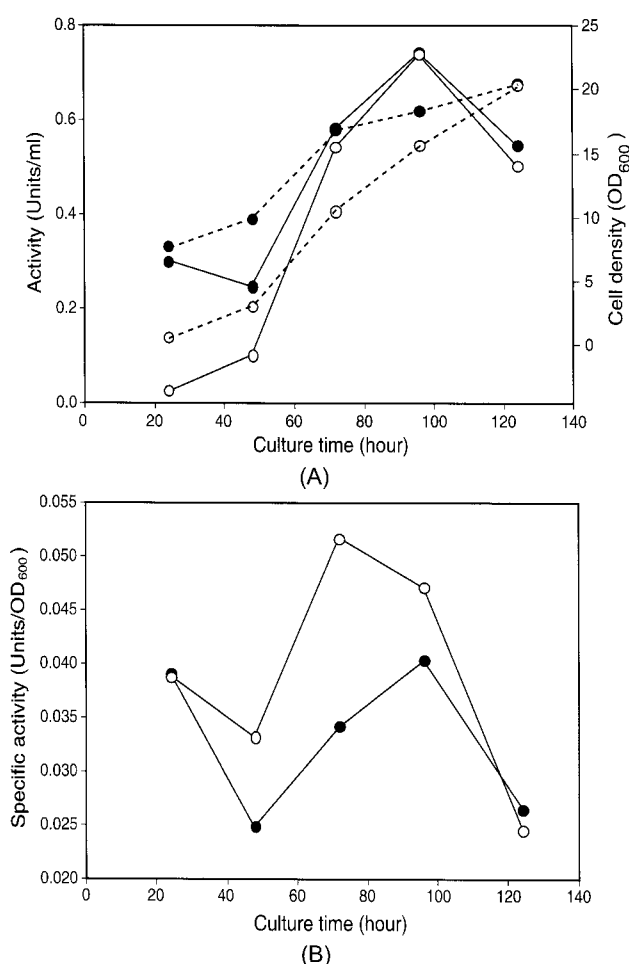 0.8
0.6
0.4
0.2
0.0
Activity (Units/ml)
25
20
15
10
5
0
Cell density (OD600)
0 20 40 60 80 100 120 140
Culture time (hour)
(A)
0.055
0.050
0.045
0.040
0.035
0.030
0.025
0.020
Specific activity (Units/OD600)
0 20 40 60 80 100 120 140
Culture time (hour)
(B)